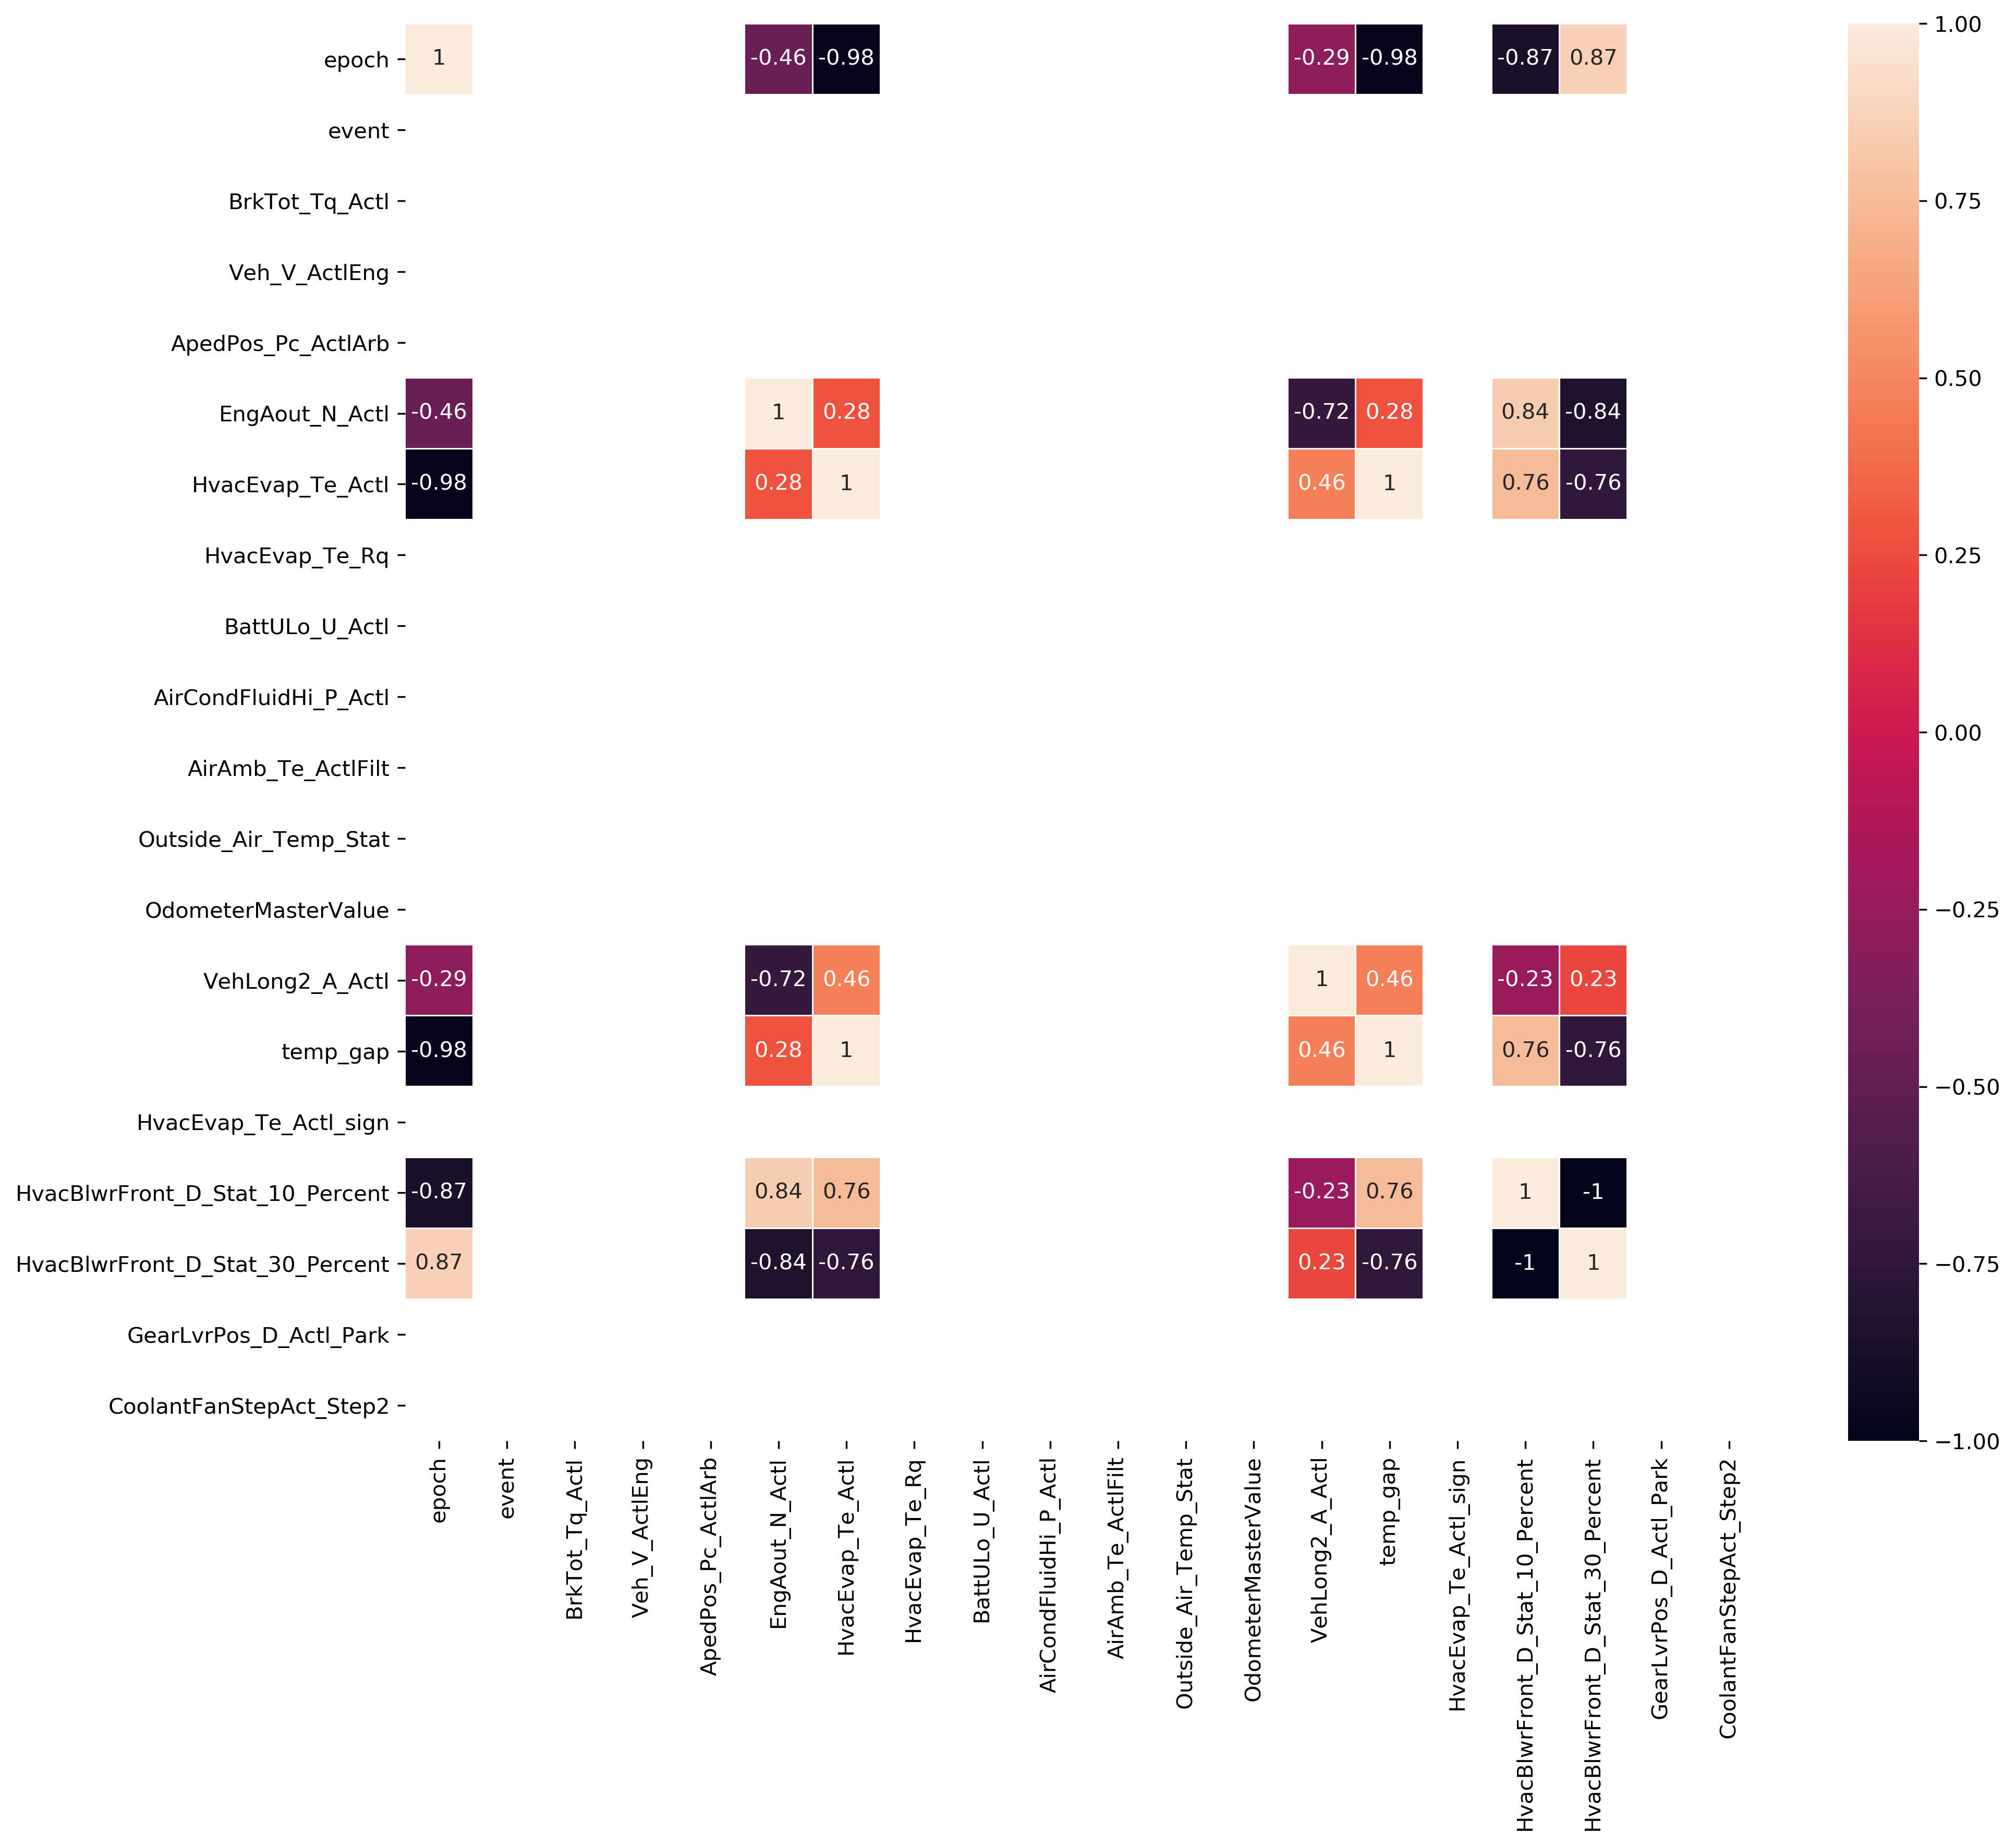 epoch 1 -0.46 -0.98 -0.29 -0.98 -0.87 0.87
event
BrkTot_Tq_Actl
Veh_V_ActlEng
ApedPos_Pc_ActlArb
EngAout_N_Actl -0.46 1 0.28 -0.72 0.28 0.84 -0.84
HvacEvap_Te_Actl -0.98 0.28 1 0.46 1 0.76 -0.76
HvacEvap_Te_Rq
BattULo_U_Actl
AirCondFluidHi_P_Actl
AirAmb_Te_ActlFilt
Outside_Air_Temp_Stat
OdometerMasterValue
VehLong2_A_Actl -0.29 -0.72 0.46 1 0.46 -0.23 0.23
temp_gap -0.98 0.28 1 0.46 1 0.76 -0.76
HvacEvap_Te_Actl_sign
HvacBlwrFront_D_Stat_10_Percent -0.87 0.84 0.76 -0.23 0.76 1 -1
HvacBlwrFront_D_Stat_30_Percent 0.87 -0.84 -0.76 0.23 -0.76 -1 1
GearLvrPos_D_Actl_Park
CoolantFanStepAct_Step2
epoch
event
BrkTot_Tq_Actl
Veh_V_ActlEng
ApedPos_Pc_ActlArb
EngAout_N_Actl
HvacEvap_Te_Actl
HvacEvap_Te_Rq
BattULo_U_Actl
AirCondFluidHi_P_Actl
AirAmb_Te_ActlFilt
Outside_Air_Temp_Stat
OdometerMasterValue
VehLong2_A_Actl
temp_gap
HvacEvap_Te_Actl_sign
HvacBlwrFront_D_Stat_10_Percent
HvacBlwrFront_D_Stat_30_Percent
GearLvrPos_D_Actl_Park
CoolantFanStepAct_Step2
1.00
0.75
0.50
0.25
0.00
−0.25
−0.50
−0.75
−1.00